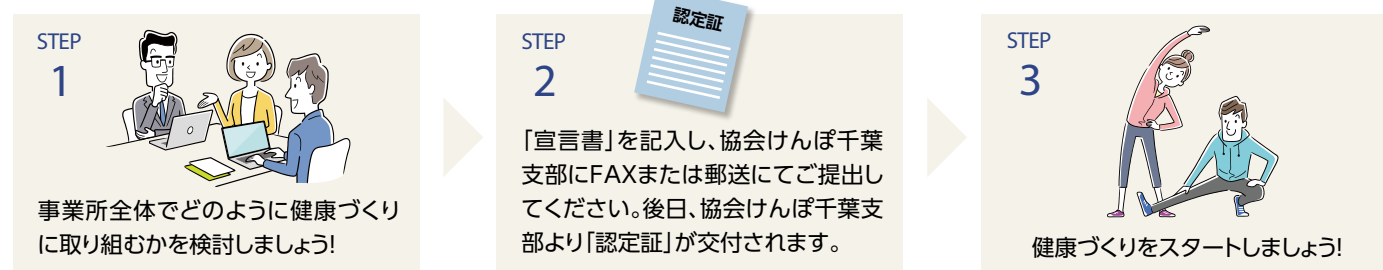 STEP
1
事業所全体でどのように健康づくり
に取り組むかを検討しましょう!
STEP
2
認定証
「宣言書」を記入し、協会けんぽ千葉
支部にFAXまたは郵送にてご提出し
てください。後日、協会けんぽ千葉支
部より「認定証」が交付されます。
STEP
3
健康づくりをスタートしましょう!